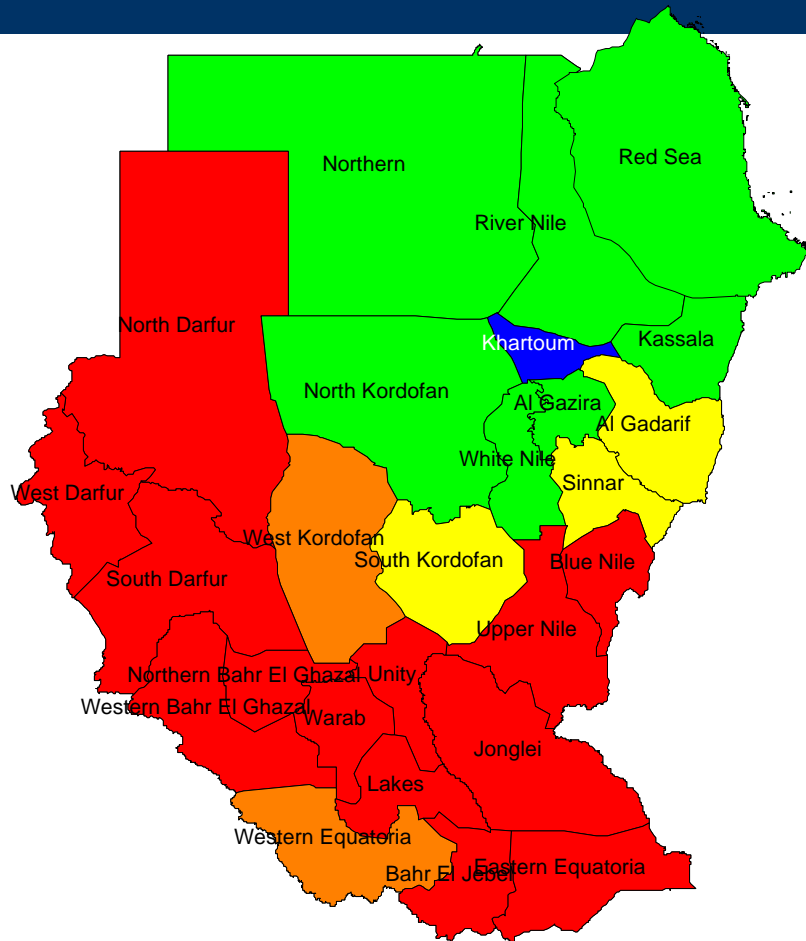 Red Sea
Northern
River Nile
North Darfur
Khartoum
Kassala
North Kordofan
Al Gazira
Al Gadarif
White Nile
Sinnar
West Darfur
West Kordofan
South Kordofan
Blue Nile
South Darfur
Upper Nile
Northern Bahr El Ghazal
Unity
Western Bahr El Ghazal
Warab
Jonglei
Lakes
Western Equatoria
Bahr El Jebel
Eastern Equatoria